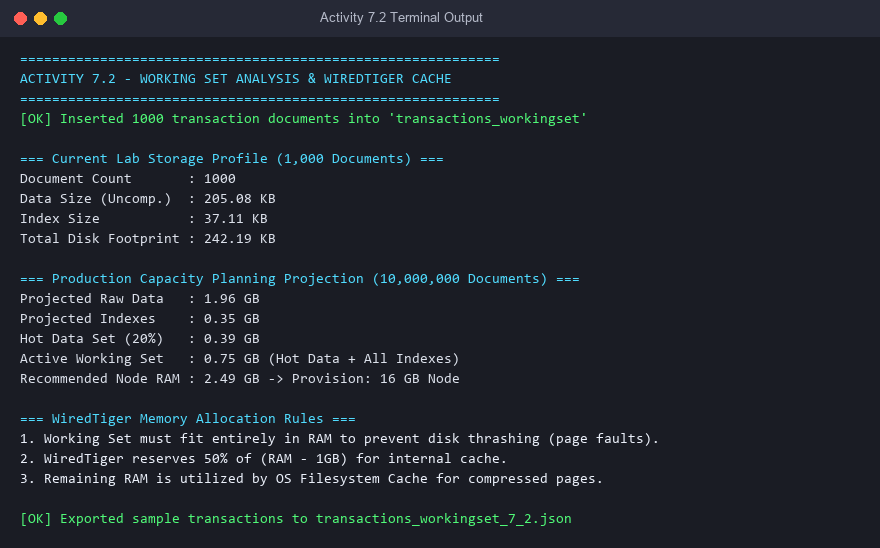 Activity 7.2 Terminal Output
============================================================
ACTIVITY 7.2 - WORKING SET ANALYSIS & WIREDTIGER CACHE
============================================================
[OK] Inserted 1000 transaction documents into 'transactions_workingset'
=== Current Lab Storage Profile (1,000 Documents) ===
Document Count       : 1000
Data Size (Uncomp.)  : 205.08 KB
Index Size           : 37.11 KB
Total Disk Footprint : 242.19 KB
=== Production Capacity Planning Projection (10,000,000 Documents) ===
Projected Raw Data   : 1.96 GB
Projected Indexes    : 0.35 GB
Hot Data Set (20%)   : 0.39 GB
Active Working Set   : 0.75 GB (Hot Data + All Indexes)
Recommended Node RAM : 2.49 GB -> Provision: 16 GB Node
=== WiredTiger Memory Allocation Rules ===
1. Working Set must fit entirely in RAM to prevent disk thrashing (page faults).
2. WiredTiger reserves 50% of (RAM - 1GB) for internal cache.
3. Remaining RAM is utilized by OS Filesystem Cache for compressed pages.
[OK] Exported sample transactions to transactions_workingset_7_2.json